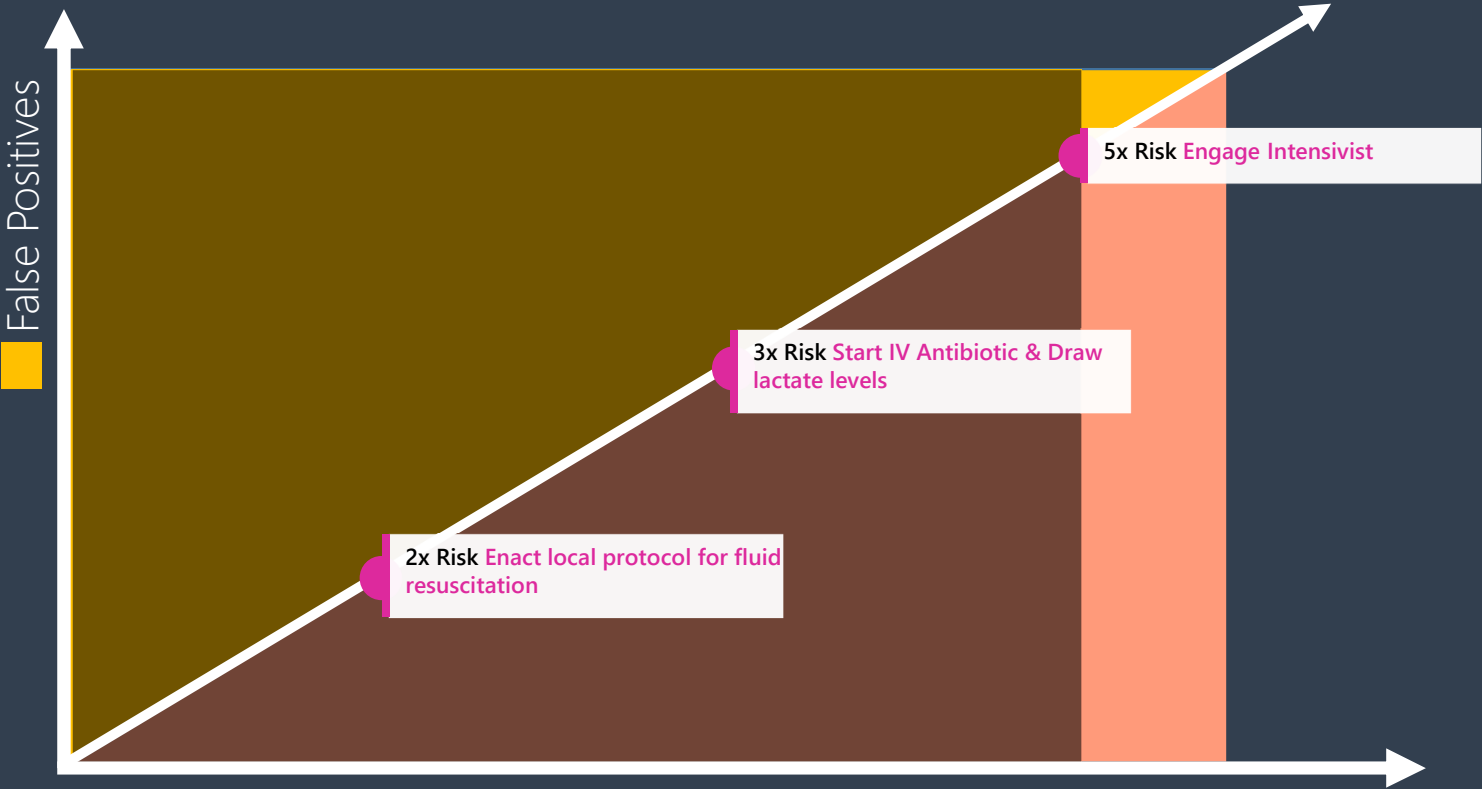 False Positives
5x Risk Engage Intensivist
3x Risk Start IV Antibiotic & Draw
lactate levels
2x Risk Enact local protocol for fluid
resuscitation